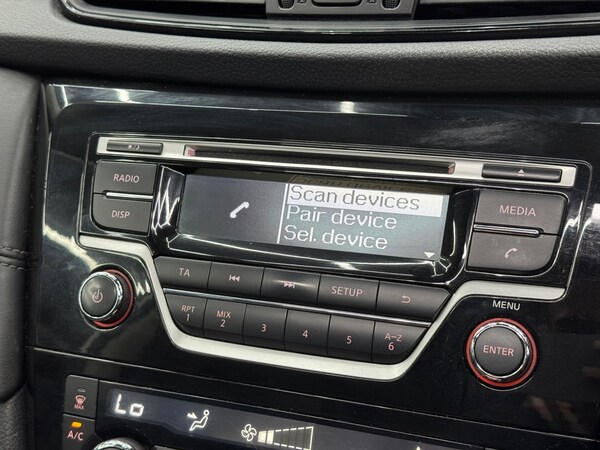 Scan devices
RADIO
Pair device
MEDIA
DISP
Sel. device
TA
SETUP
MENU
RPT
1
MIX
2
3
4
5
A–Z
6
ENTER
MAX
Lo
A/C